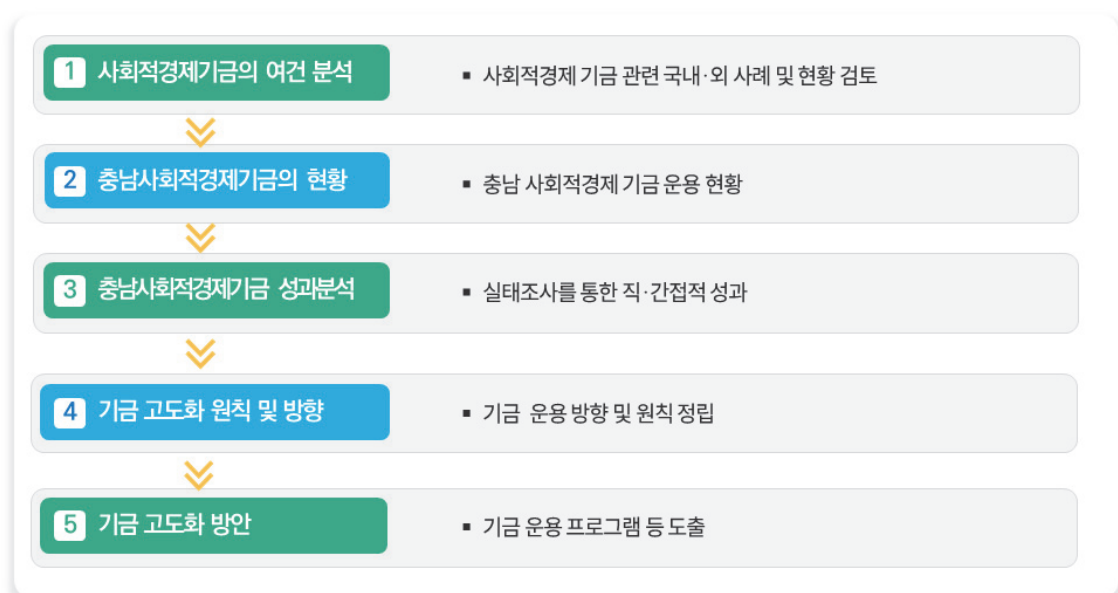 1 사회적경제기금의 여건 분석
▪ 사회적경제 기금 관련 국내·외 사례 및 현황 검토
2 충남사회적경제기금의 현황
▪ 충남 사회적경제 기금 운용 현황
3 충남사회적경제기금 성과분석
▪ 실태조사를 통한 직·간접적 성과
4 기금 고도화 원칙 및 방향
▪ 기금 운용 방향 및 원칙 정립
5 기금 고도화 방안
▪ 기금 운용 프로그램 등 도출